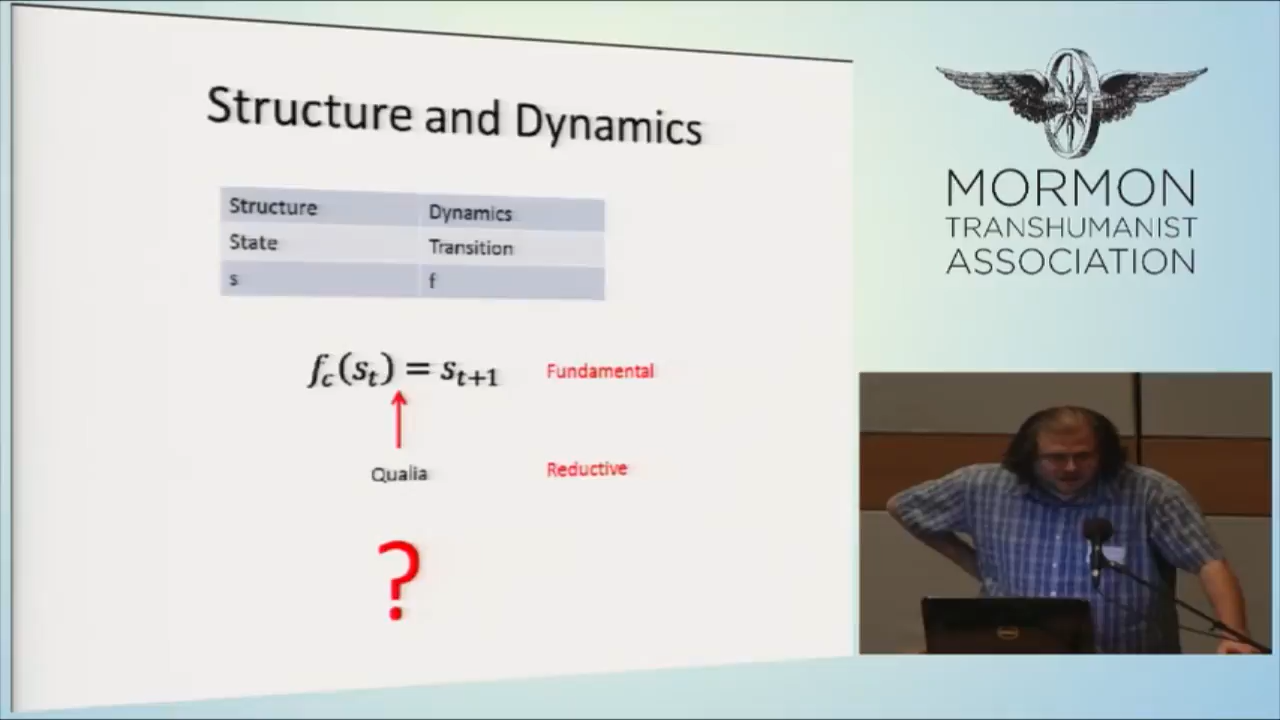 Structure and Dynamics
Structure Dynamics
State Transition
s f
f_c(s_t) = s_{t+1} Fundamental
Qualia Reductive
?
MORMON
TRANSHUMANIST
ASSOCIATION